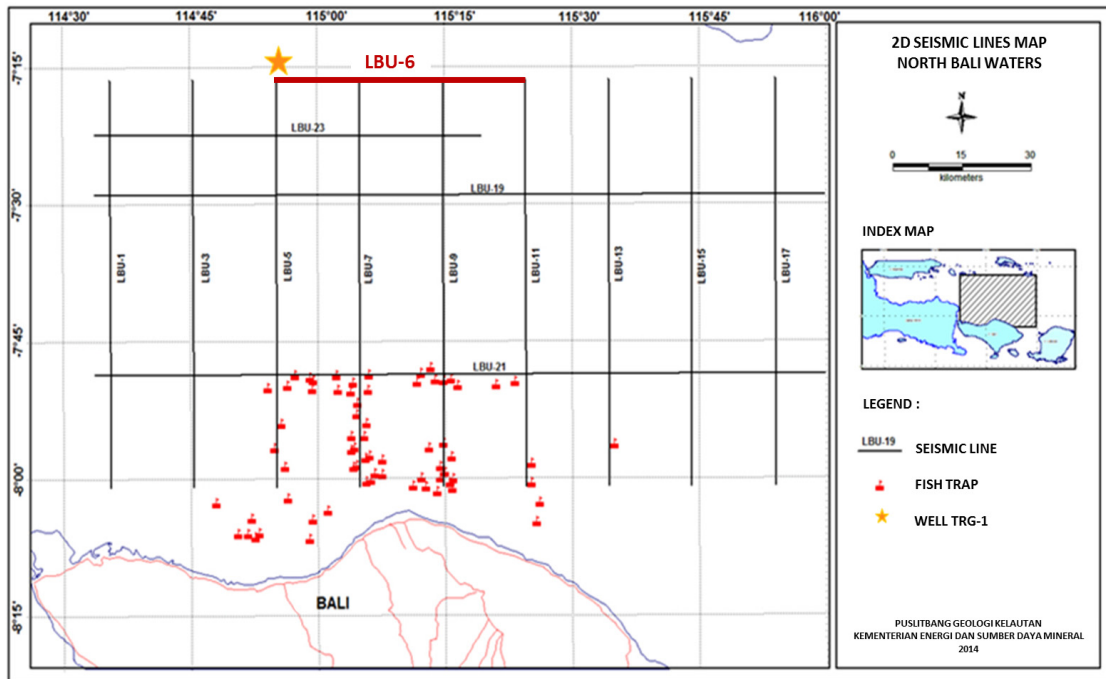 114°30' 114°45' 115°00' 115°15' 115°30' 115°45' 116°00'
-7°15'
-7°30'
-7°45'
-8°00'
-8°15'
LBU-6
LBU-23
LBU-19
LBU-1
LBU-3
LBU-5
LBU-7
LBU-9
LBU-11
LBU-13
LBU-15
LBU-17
LBU-21
BALI
2D SEISMIC LINES MAP
NORTH BALI WATERS
N
0 15 30
kilometers
INDEX MAP
LEGEND :
LBU-19 SEISMIC LINE
FISH TRAP
WELL TRG-1
PUSLITBANG GEOLOGI KELAUTAN
KEMENTERIAN ENERGI DAN SUMBER DAYA MINERAL
2014